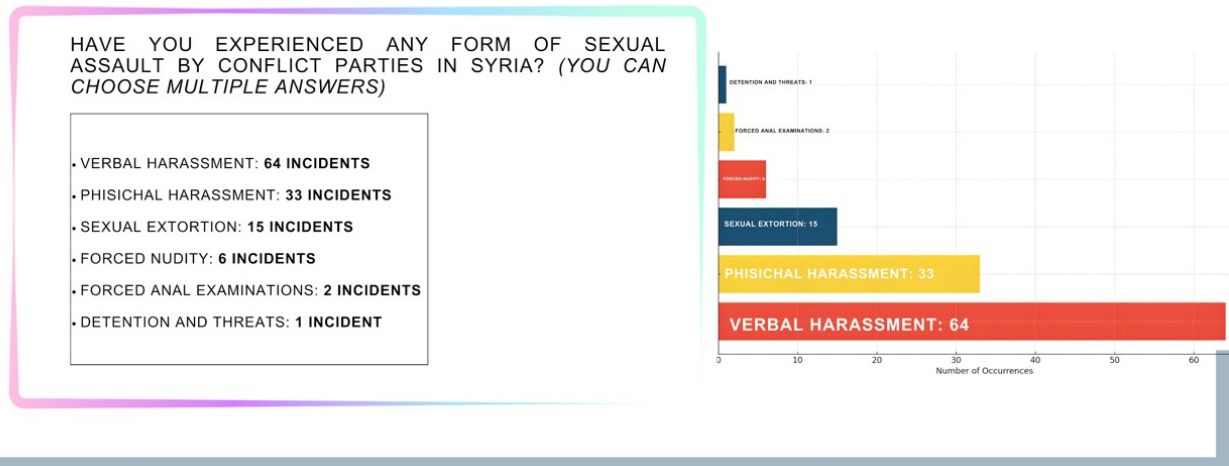 HAVE YOU EXPERIENCED ANY FORM OF SEXUAL
ASSAULT BY CONFLICT PARTIES IN SYRIA? (YOU CAN
CHOOSE MULTIPLE ANSWERS)
• VERBAL HARASSMENT: 64 INCIDENTS
• PHISICHAL HARASSMENT: 33 INCIDENTS
• SEXUAL EXTORTION: 15 INCIDENTS
• FORCED NUDITY: 6 INCIDENTS
• FORCED ANAL EXAMINATIONS: 2 INCIDENTS
• DETENTION AND THREATS: 1 INCIDENT
DETENTION AND THREATS: 1
FORCED ANAL EXAMINATIONS: 2
FORCED NUDITY: 6
SEXUAL EXTORTION: 15
PHISICHAL HARASSMENT: 33
VERBAL HARASSMENT: 64
0 10 20 30 40 50 60
Number of Occurrences